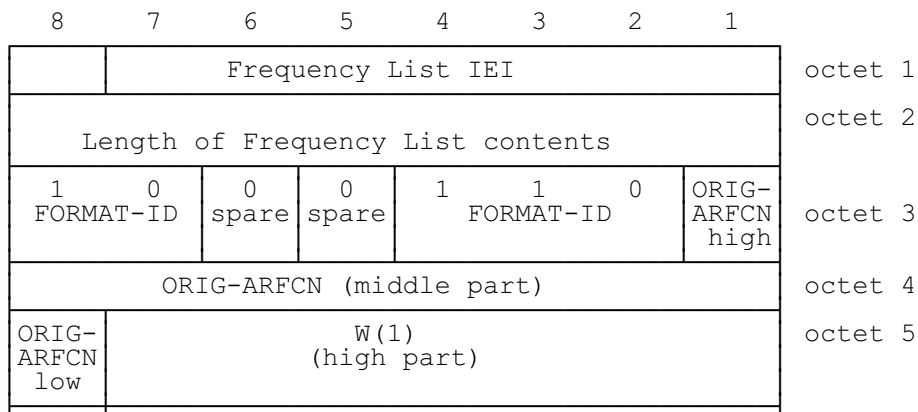 8 7 6 5 4 3 2 1
Frequency List IEI octet 1
octet 2
Length of Frequency List contents
1 0 0 0 1 1 0 ORIG-
FORMAT-ID spare spare FORMAT-ID ARFCN octet 3
high
ORIG-ARFCN (middle part) octet 4
ORIG- W(1) octet 5
ARFCN (high part)
low